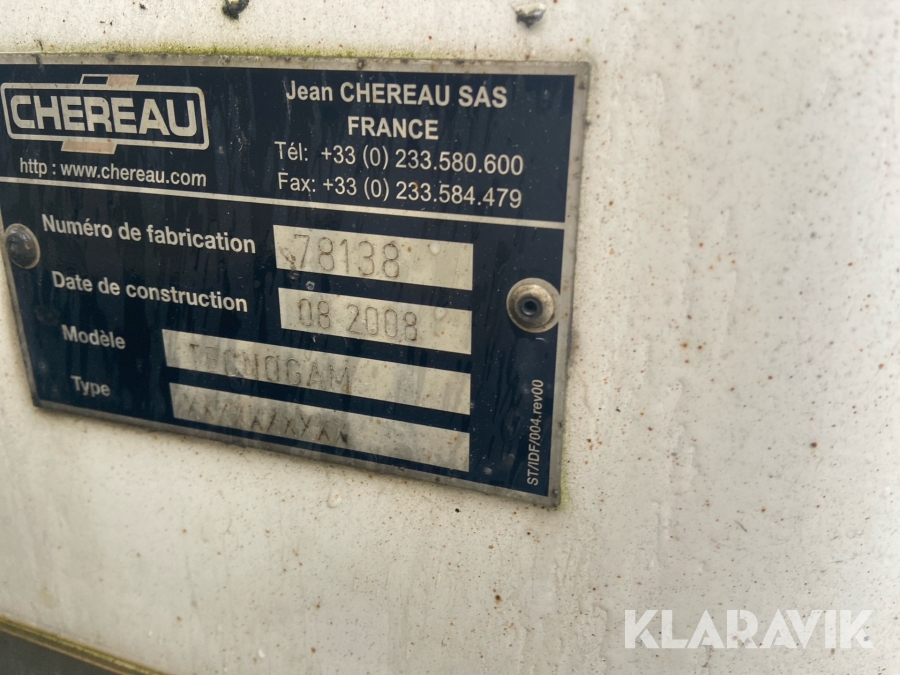 CHEREAU
http : www.chereau.com
Jean CHEREAU SAS
FRANCE
Tél: +33 (0) 233.580.600
Fax: +33 (0) 233.584.479
Numéro de fabrication 78138
Date de construction 08 2008
Modèle TECNOGAM
Type
ST/IDF/004.rev00
KLARAVIK